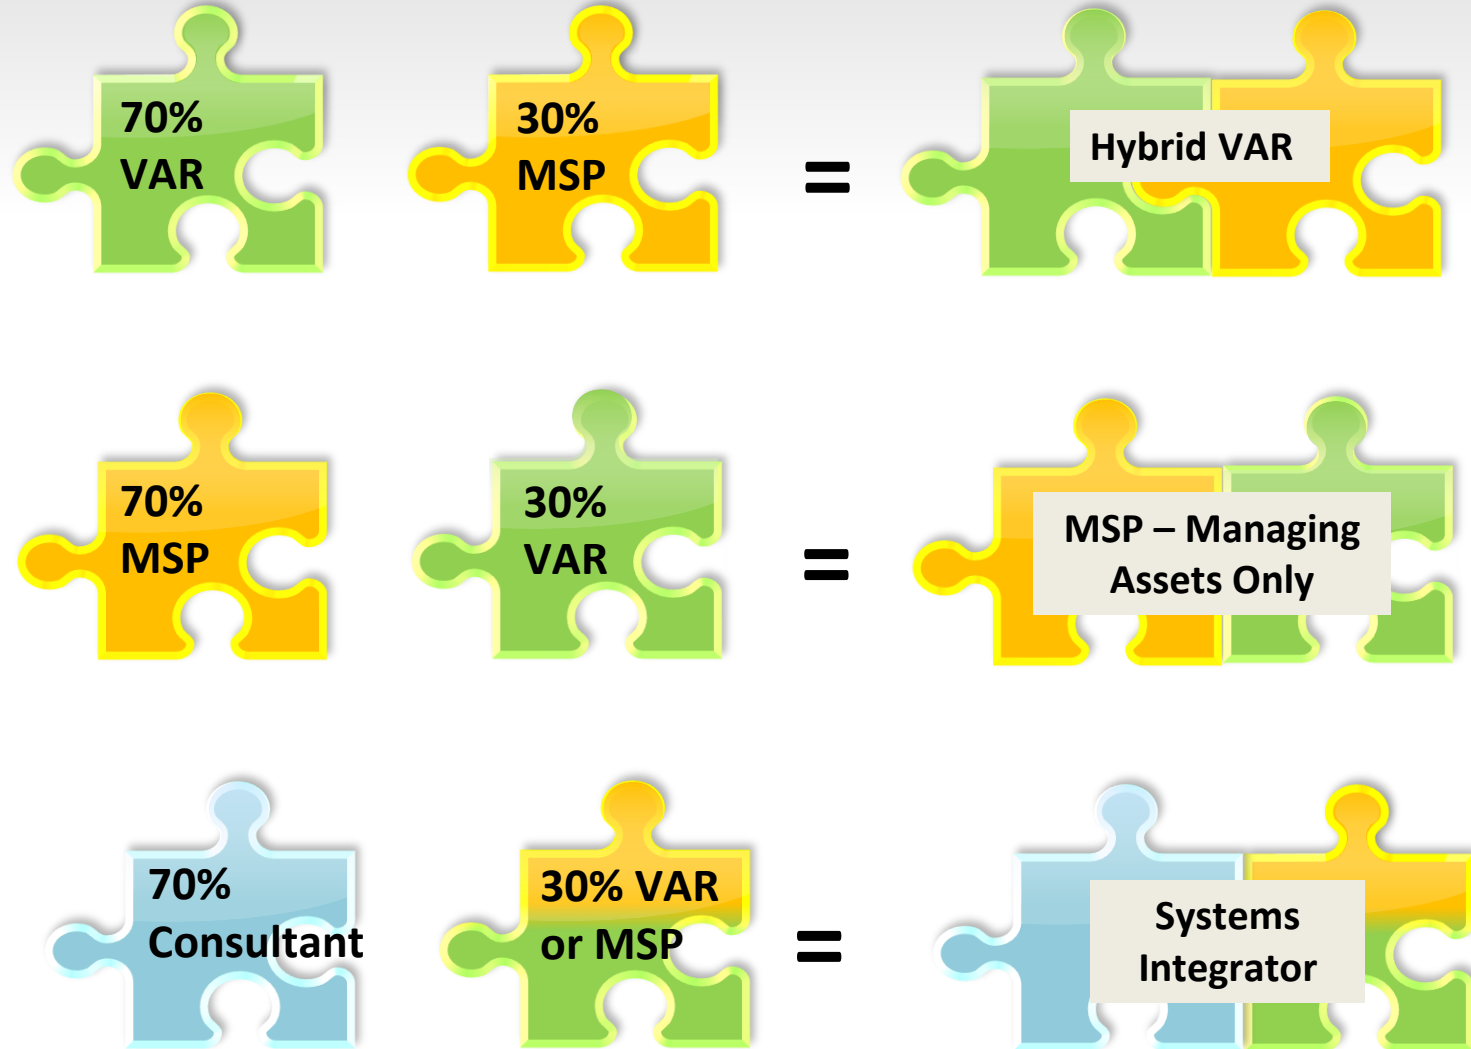 70%
VAR
30%
MSP
=
Hybrid VAR
70%
MSP
30%
VAR
=
MSP – Managing
Assets Only
70%
Consultant
30% VAR
or MSP
=
Systems
Integrator